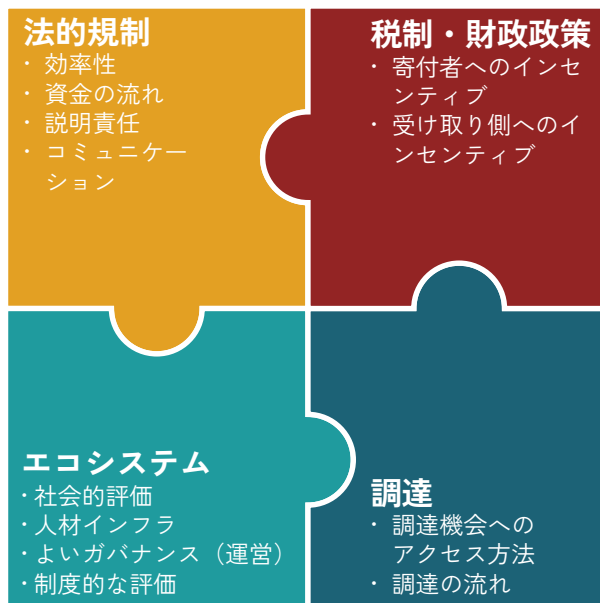 法的規制
・ 効率性
・ 資金の流れ
・ 説明責任
・ コミュニケー
ション
税制・財政政策
・ 寄付者へのインセ
ンティブ
・ 受け取り側へのイ
ンセンティブ
エコシステム
・社会的評価
・人材インフラ
・よいガバナンス（運営）
・制度的な評価
調達
・ 調達機会への
アクセス方法
・ 調達の流れ